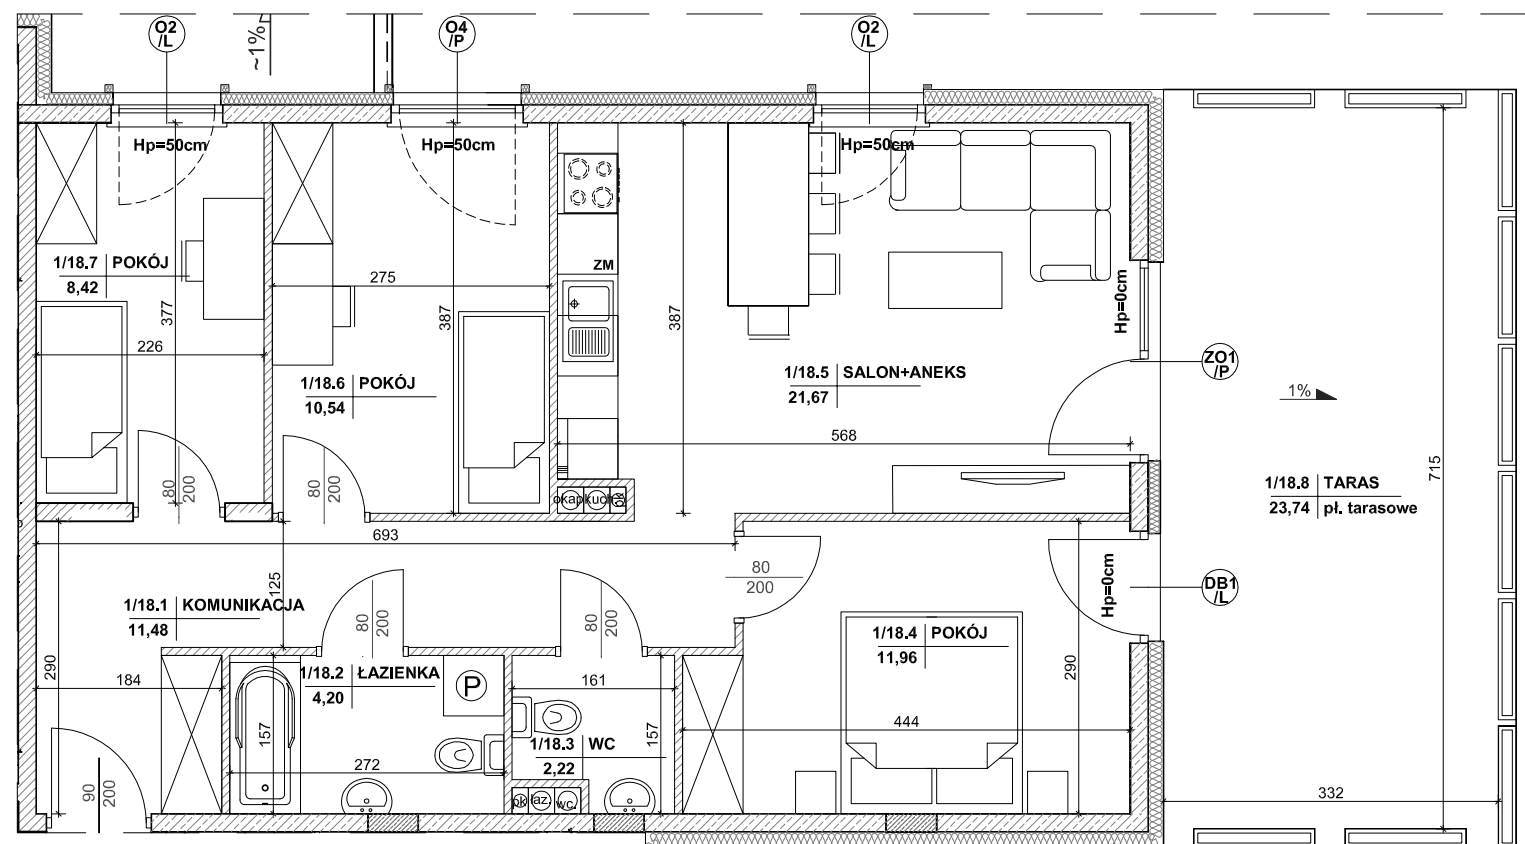 O2
/L
~1%
O4
/P
O2
/L
Hp=50cm
Hp=50cm
Hp=50cm
1/18.7 POKÓJ
8,42
377
226
275
387
ZM
387
Hp=0cm
1/18.6 POKÓJ
10,54
1/18.5 SALON+ANEKS
21,67
ZO1
/P
1%
568
715
80
200
80
200
okap
kuch
1/18.8 TARAS
23,74 pł. tarasowe
693
125
80
200
Hp=0cm
DB1
/L
1/18.1 KOMUNIKACJA
11,48
80
200
80
200
1/18.4 POKÓJ
11,96
290
184
1/18.2 ŁAZIENKA
4,20
P
161
290
157
272
1/18.3 WC
2,22
157
444
90
200
pk
łaz.
wc.
332